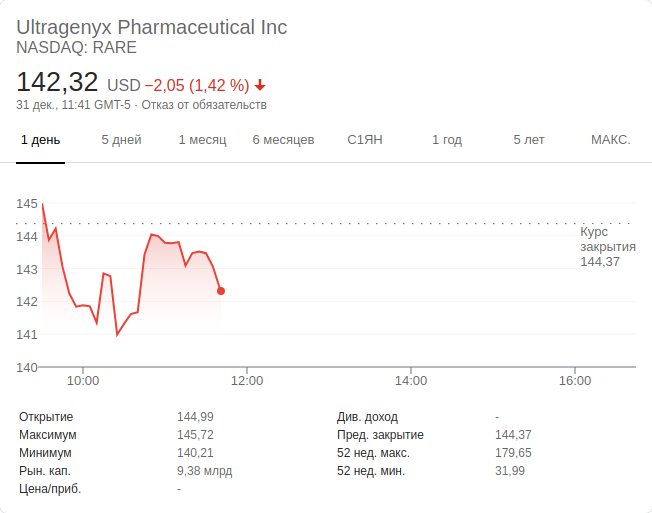 Ultragenyx Pharmaceutical Inc
NASDAQ: RARE
142,32 USD −2,05 (1,42 %)
31 дек., 11:41 GMT-5 · Отказ от обязательств
1 день 5 дней 1 месяц 6 месяцев С1ЯН 1 год 5 лет МАКС.
145
144
143
142
141
140
Курс
закрытия
144,37
10:00 12:00 14:00 16:00
Открытие 144,99 Див. доход -
Максимум 145,72 Пред. закрытие 144,37
Минимум 140,21 52 нед. макс. 179,65
Рын. кап. 9,38 млрд 52 нед. мин. 31,99
Цена/приб. -